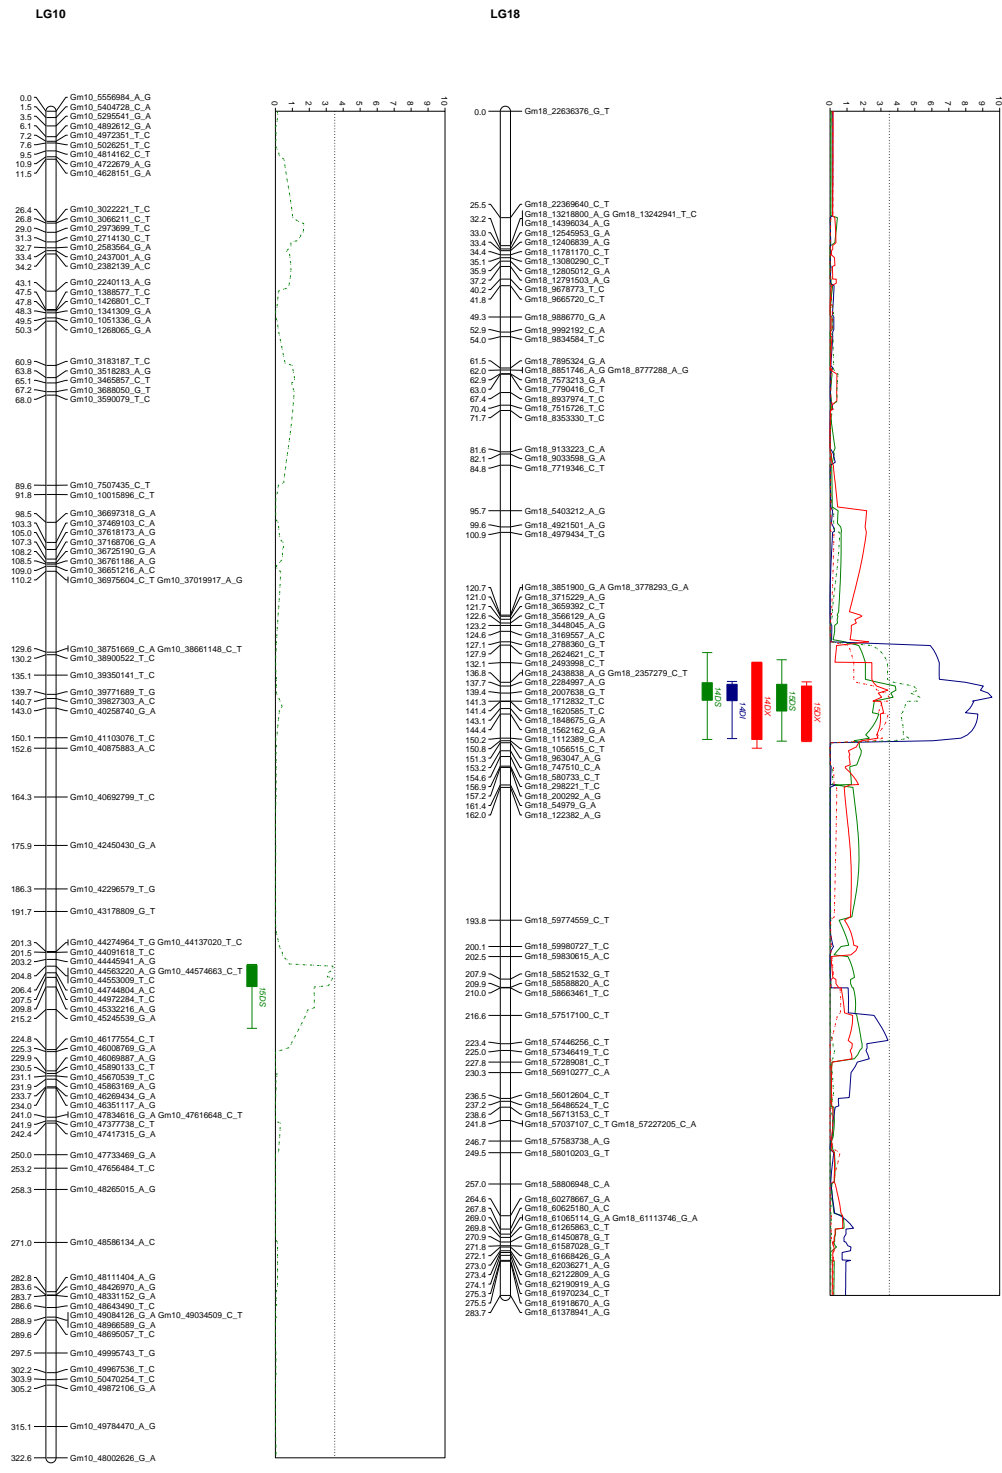 LG10
0.0 Gm10_5556984_A_G
1.5 Gm10_5404728_C_A
3.5 Gm10_5295541_G_A
6.1 Gm10_4892612_G_A
7.2 Gm10_4972351_T_C
7.6 Gm10_5026251_T_C
9.5 Gm10_4814162_C_T
10.9 Gm10_4722679_A_G
11.5 Gm10_4628151_G_A
26.4 Gm10_3022221_T_C
26.8 Gm10_3066211_C_T
29.0 Gm10_2973699_T_C
31.3 Gm10_2714130_C_T
32.7 Gm10_2583564_G_A
33.4 Gm10_2437001_A_G
34.2 Gm10_2382139_A_C
43.1 Gm10_2240113_A_G
47.5 Gm10_1388577_T_C
47.8 Gm10_1426801_C_T
48.3 Gm10_1341309_G_A
49.5 Gm10_1051336_G_A
50.3 Gm10_1268065_G_A
60.9 Gm10_3183187_T_C
63.8 Gm10_3518283_A_G
65.1 Gm10_3465857_C_T
67.2 Gm10_3688050_G_T
68.0 Gm10_3590079_T_C
89.6 Gm10_7507435_C_T
91.8 Gm10_10015896_C_T
98.5 Gm10_36697318_G_A
103.3 Gm10_37469103_C_A
105.0 Gm10_37618173_A_G
107.3 Gm10_37168706_G_A
108.2 Gm10_36725190_G_A
108.5 Gm10_36761186_A_G
109.0 Gm10_36651216_A_C
110.2 Gm10_36975604_C_T Gm10_37019917_A_G
129.6 Gm10_38751669_C_A Gm10_38661148_C_T
130.2 Gm10_38900522_T_C
135.1 Gm10_39350141_T_C
139.7 Gm10_39771689_T_G
140.7 Gm10_39827303_A_C
143.0 Gm10_40258740_G_A
150.1 Gm10_41103076_T_C
152.6 Gm10_40875883_A_C
164.3 Gm10_40692799_T_C
175.9 Gm10_42450430_G_A
186.3 Gm10_42296579_T_G
191.7 Gm10_43178809_G_T
201.3 Gm10_44274964_T_G Gm10_44137020_T_C
201.5 Gm10_44091618_T_C
203.2 Gm10_44445941_A_G
204.8 Gm10_44563220_A_G Gm10_44574663_C_T
Gm10_44553009_T_C
206.4 Gm10_44744804_A_C
207.5 Gm10_44972284_T_C
209.8 Gm10_45332216_A_G
215.2 Gm10_45245539_G_A
224.8 Gm10_46177554_C_T
225.3 Gm10_46008769_G_A
229.9 Gm10_46069887_A_G
230.5 Gm10_45890133_C_T
231.1 Gm10_45670539_T_C
231.9 Gm10_45863169_A_G
233.7 Gm10_46269434_G_A
234.0 Gm10_46351117_A_G
241.0 Gm10_47834616_G_A Gm10_47616648_C_T
241.9 Gm10_47377738_C_T
242.4 Gm10_47417315_G_A
250.0 Gm10_47733469_G_A
253.2 Gm10_47656484_T_C
258.3 Gm10_48265015_A_G
271.0 Gm10_48586134_A_C
282.8 Gm10_48111404_A_G
283.6 Gm10_48426970_A_G
283.7 Gm10_48331152_G_A
286.6 Gm10_48643490_T_C
288.9 Gm10_49084126_G_A Gm10_49034509_C_T
Gm10_48966589_G_A
289.6 Gm10_48695057_T_C
297.5 Gm10_49995743_T_G
302.2 Gm10_49967536_T_C
303.9 Gm10_50470254_T_C
305.2 Gm10_49872106_G_A
315.1 Gm10_49784470_A_G
322.6 Gm10_48002626_G_A
0 1 2 3 4 5 6 7 8 9 10
15DS
LG18
0.0 Gm18_22636376_G_T
25.5 Gm18_22369640_C_T
32.2 Gm18_13218800_A_G Gm18_13242941_T_C
Gm18_14396034_A_G
33.0 Gm18_12545953_G_A
33.4 Gm18_12406839_A_G
34.4 Gm18_11781170_C_T
35.1 Gm18_13080290_C_T
35.9 Gm18_12805012_G_A
37.2 Gm18_12791503_A_G
40.2 Gm18_9678773_T_C
41.8 Gm18_9665720_C_T
49.3 Gm18_9886770_G_A
52.9 Gm18_9992192_C_A
54.0 Gm18_9834584_T_C
61.5 Gm18_7895324_G_A
62.0 Gm18_8851746_A_G Gm18_8777288_A_G
62.9 Gm18_7573213_G_A
63.0 Gm18_7790416_C_T
67.4 Gm18_8937974_T_C
70.4 Gm18_7515726_T_C
71.7 Gm18_8353330_T_C
81.6 Gm18_9133223_C_A
82.1 Gm18_9033598_G_A
84.8 Gm18_7719346_C_T
95.7 Gm18_5403212_A_G
99.6 Gm18_4921501_A_G
100.9 Gm18_4979434_T_G
120.7 Gm18_3851900_G_A Gm18_3778293_G_A
121.0 Gm18_3715229_A_G
121.7 Gm18_3659392_C_T
122.6 Gm18_3566129_A_G
123.2 Gm18_3448045_A_G
124.6 Gm18_3169557_A_C
127.1 Gm18_2788360_G_T
127.9 Gm18_2624621_C_T
132.1 Gm18_2493998_C_T
136.8 Gm18_2438838_A_G Gm18_2357279_C_T
137.7 Gm18_2284997_A_G
139.4 Gm18_2007638_G_T
141.3 Gm18_1712832_T_C
141.4 Gm18_1620585_T_C
143.1 Gm18_1848675_G_A
144.4 Gm18_1562162_G_A
150.2 Gm18_1112389_C_A
150.8 Gm18_1056515_C_T
151.3 Gm18_963047_A_G
153.2 Gm18_747510_C_A
154.6 Gm18_580733_C_T
156.9 Gm18_298221_T_C
157.2 Gm18_200292_A_G
161.4 Gm18_54979_G_A
162.0 Gm18_122382_A_G
193.8 Gm18_59774559_C_T
200.1 Gm18_59980727_T_C
202.5 Gm18_59830615_A_C
207.9 Gm18_58521532_G_T
209.9 Gm18_58588820_A_C
210.0 Gm18_58663461_T_C
216.6 Gm18_57517100_C_T
223.4 Gm18_57446256_C_T
225.0 Gm18_57346419_T_C
227.8 Gm18_57289081_C_T
230.3 Gm18_56910277_C_A
236.5 Gm18_56012604_C_T
237.2 Gm18_56486524_T_C
238.6 Gm18_56713153_C_T
241.8 Gm18_57037107_C_T Gm18_57227205_C_A
246.7 Gm18_57583738_A_G
249.5 Gm18_58010203_G_T
257.0 Gm18_58806948_C_A
264.6 Gm18_60278667_G_A
267.8 Gm18_60625180_A_C
269.0 Gm18_61065114_G_A Gm18_61113746_G_A
269.8 Gm18_61265863_C_T
270.9 Gm18_61450878_G_T
271.8 Gm18_61587028_G_T
272.1 Gm18_61668426_G_A
273.0 Gm18_62036271_A_G
273.4 Gm18_62122809_A_G
274.1 Gm18_62190919_A_G
275.3 Gm18_61970234_C_T
275.5 Gm18_61918670_A_G
283.7 Gm18_61378941_A_G
14DS
14DI
14DX
15DS
15DX
0 1 2 3 4 5 6 7 8 9 10